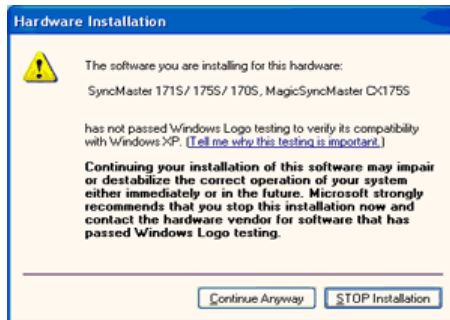 Hardware Installation
The software you are installing for this hardware:
SyncMaster 171S/ 175S/ 170S, MagicSyncMaster CX175S
has not passed Windows Logo testing to verify its compatibility
with Windows XP. (Tell me why this testing is important.)
Continuing your installation of this software may impair
or destabilize the correct operation of your system
either immediately or in the future. Microsoft strongly
recommends that you stop this installation now and
contact the hardware vendor for software that has
passed Windows Logo testing.
Continue Anyway
STOP Installation